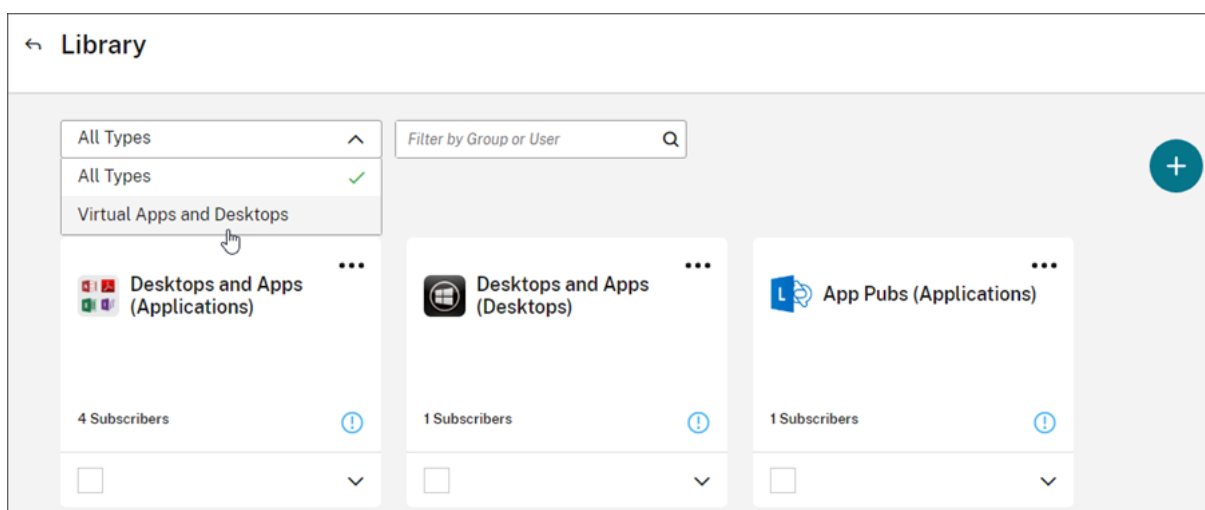 Library
All Types
Filter by Group or User
All Types
Virtual Apps and Desktops
Desktops and Apps
(Applications)
Desktops and Apps
(Desktops)
App Pubs (Applications)
4 Subscribers
1 Subscribers
1 Subscribers